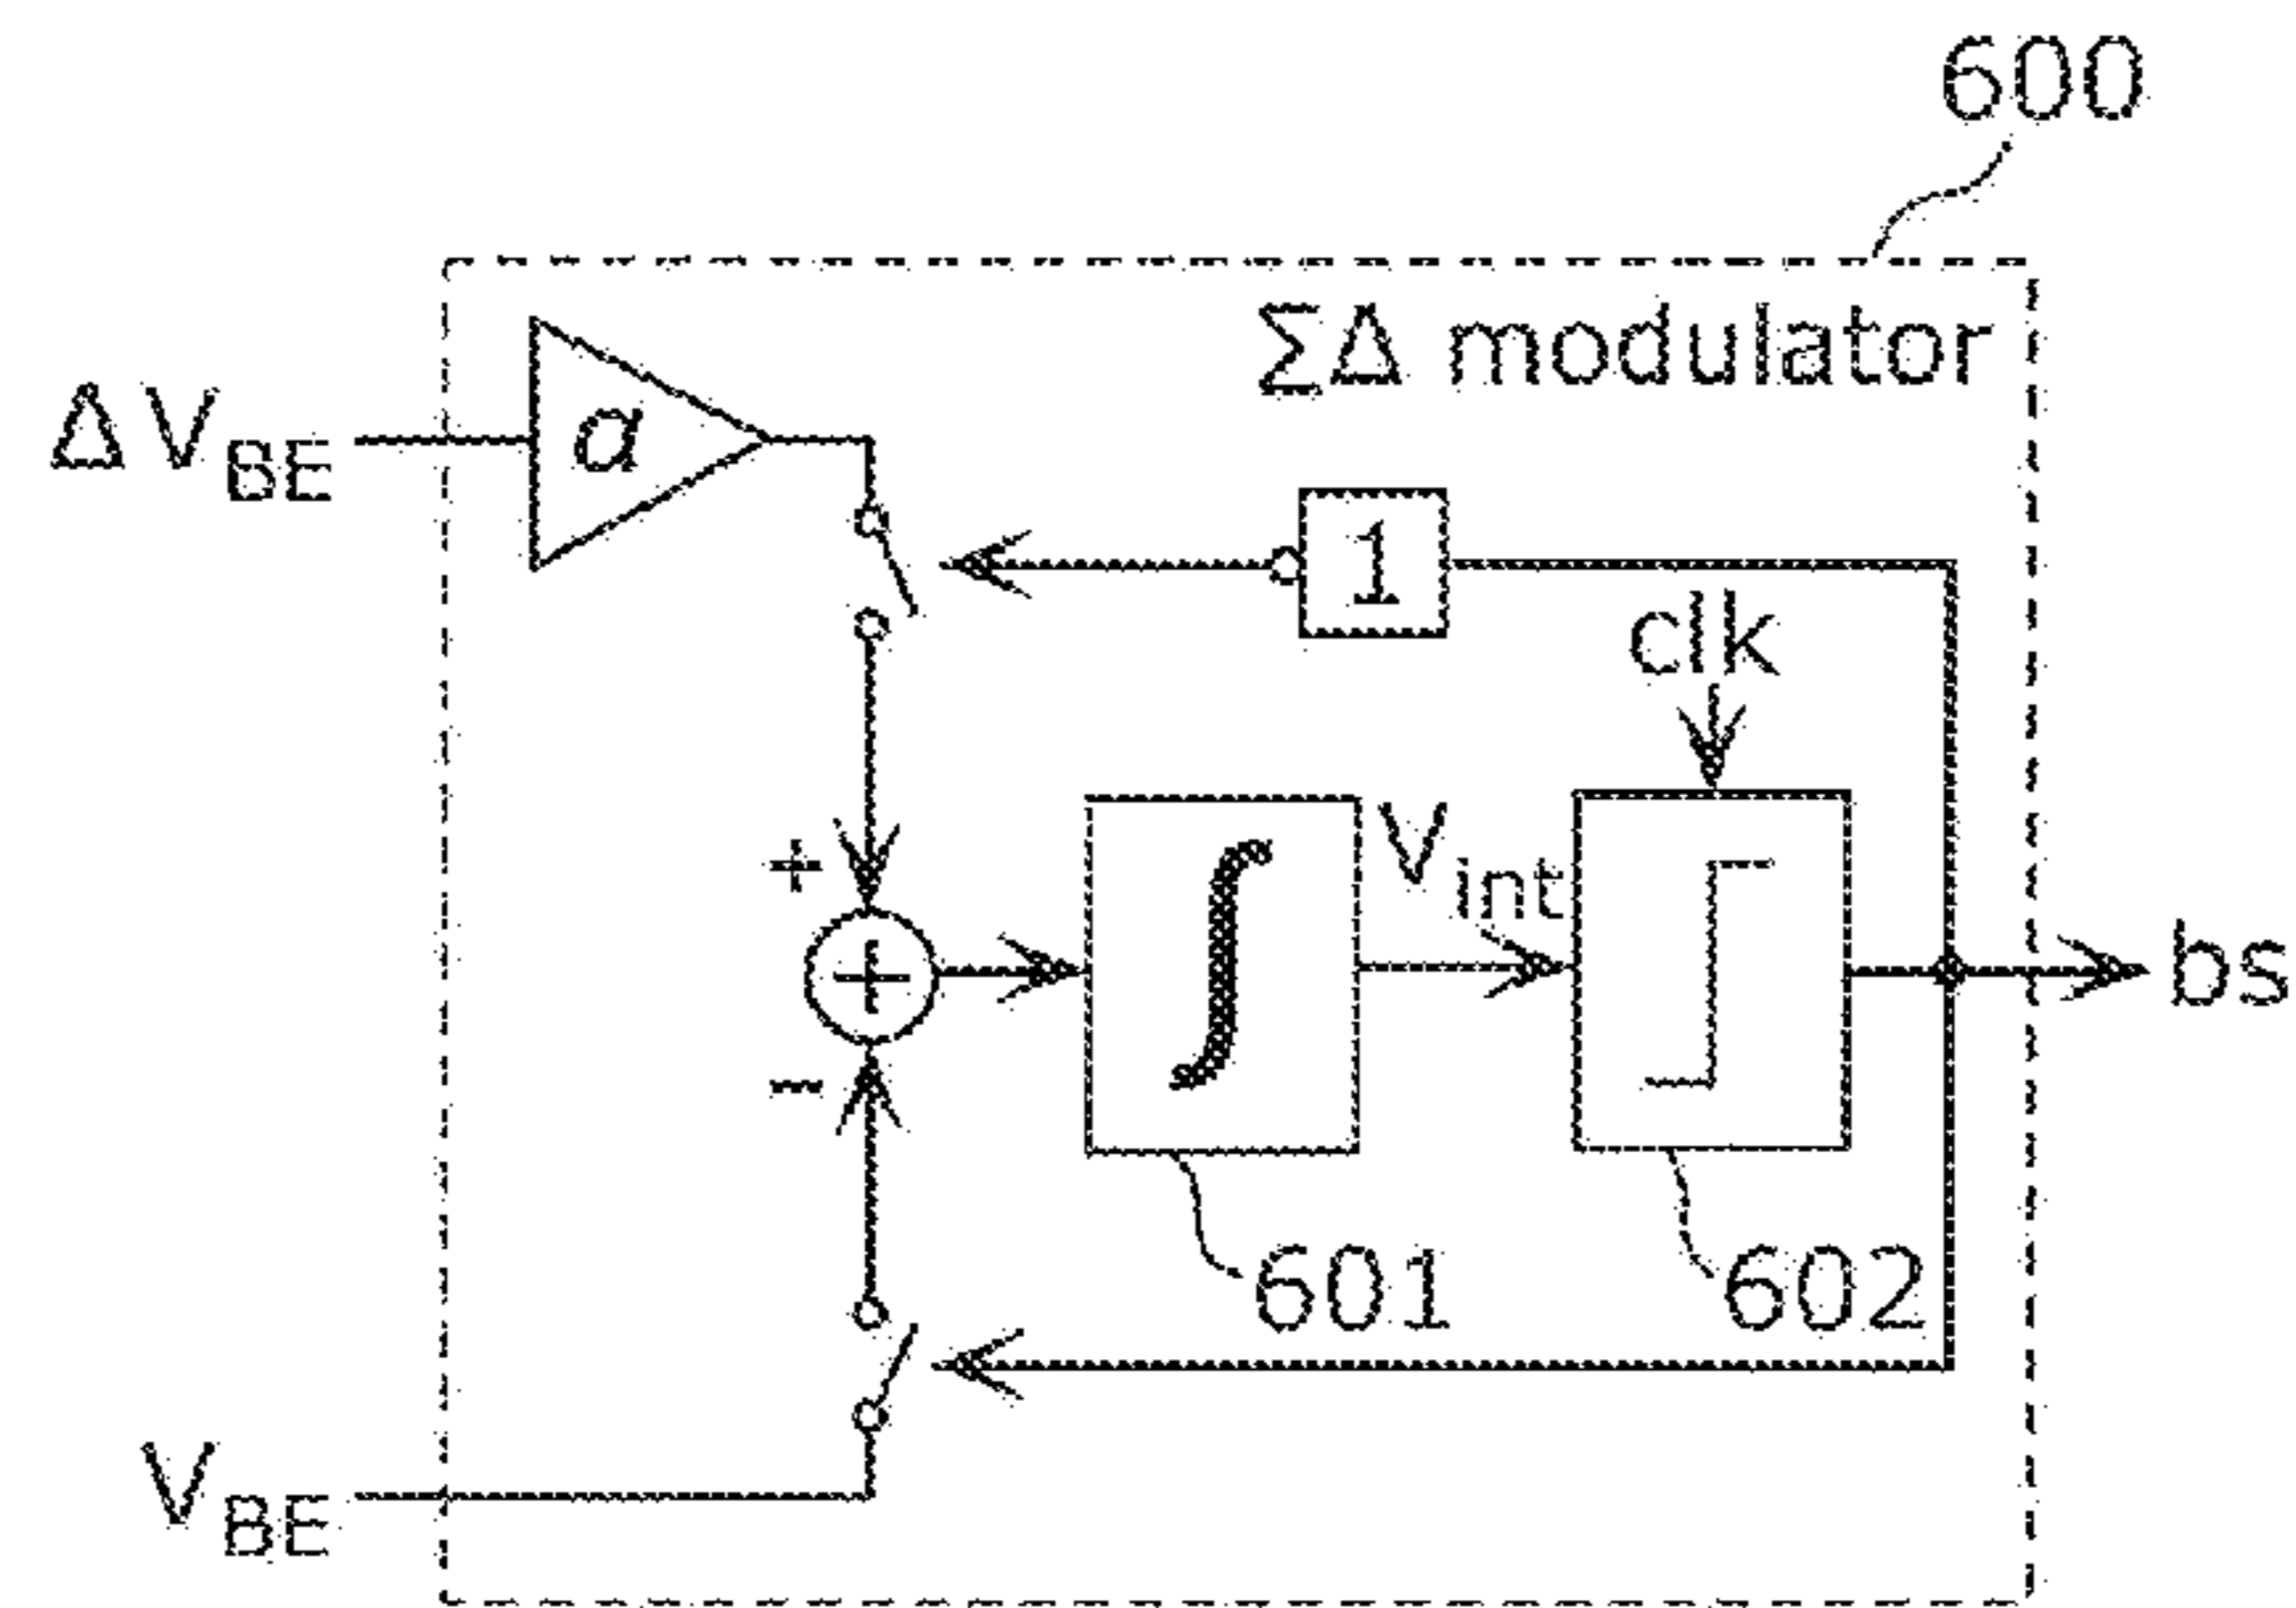 600
ΣΔ modulator
ΔV_BE
α
1
clk
+
V_int
+
∫
bs
−
601
602
V_BE